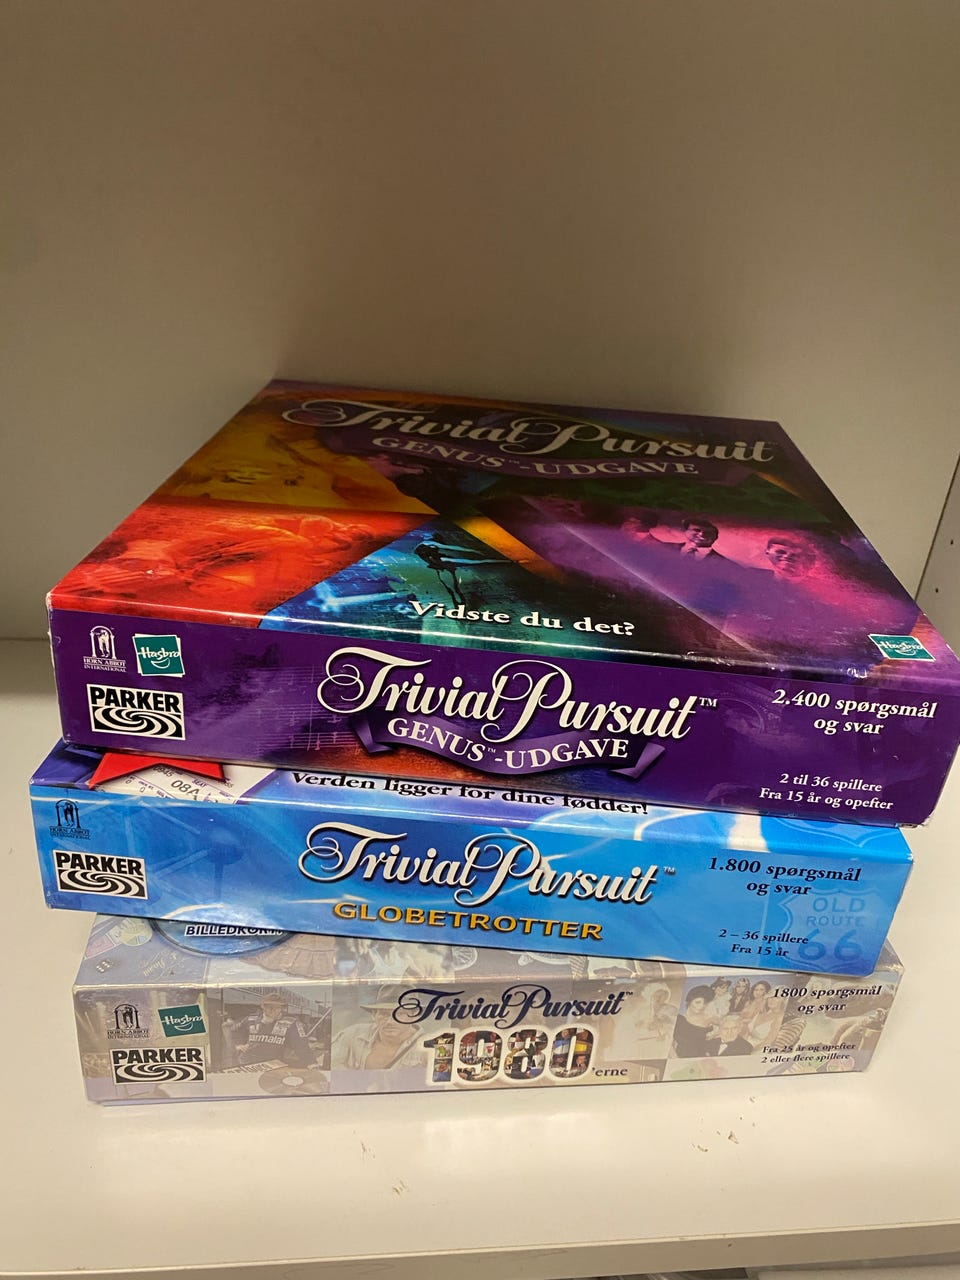 Trivial Pursuit
GENUS™-UDGAVE
Vidste du det?
Hasbro
HORN ABBOT
INTERNATIONAL
Hasbro
PARKER
Trivial Pursuit™
GENUS™-UDGAVE
2.400 spørgsmål
og svar
2 til 36 spillere
Fra 15 år og opefter
08A
Verden ligger for dine fødder!
HORN ABBOT
INTERNATIONAL
PARKER
Trivial Pursuit™
GLOBETROTTER
1.800 spørgsmål
og svar
OLD
ROUTE
66
2 – 36 spillere
Fra 15 år
BILLEDKORT
HORN ABBOT
INTERNATIONAL
Hasbro
PARKER
parmalat
Trivial Pursuit™
1980'erne
1800 spørgsmål
og svar
Fra 25 år og opefter
2 eller flere spillere